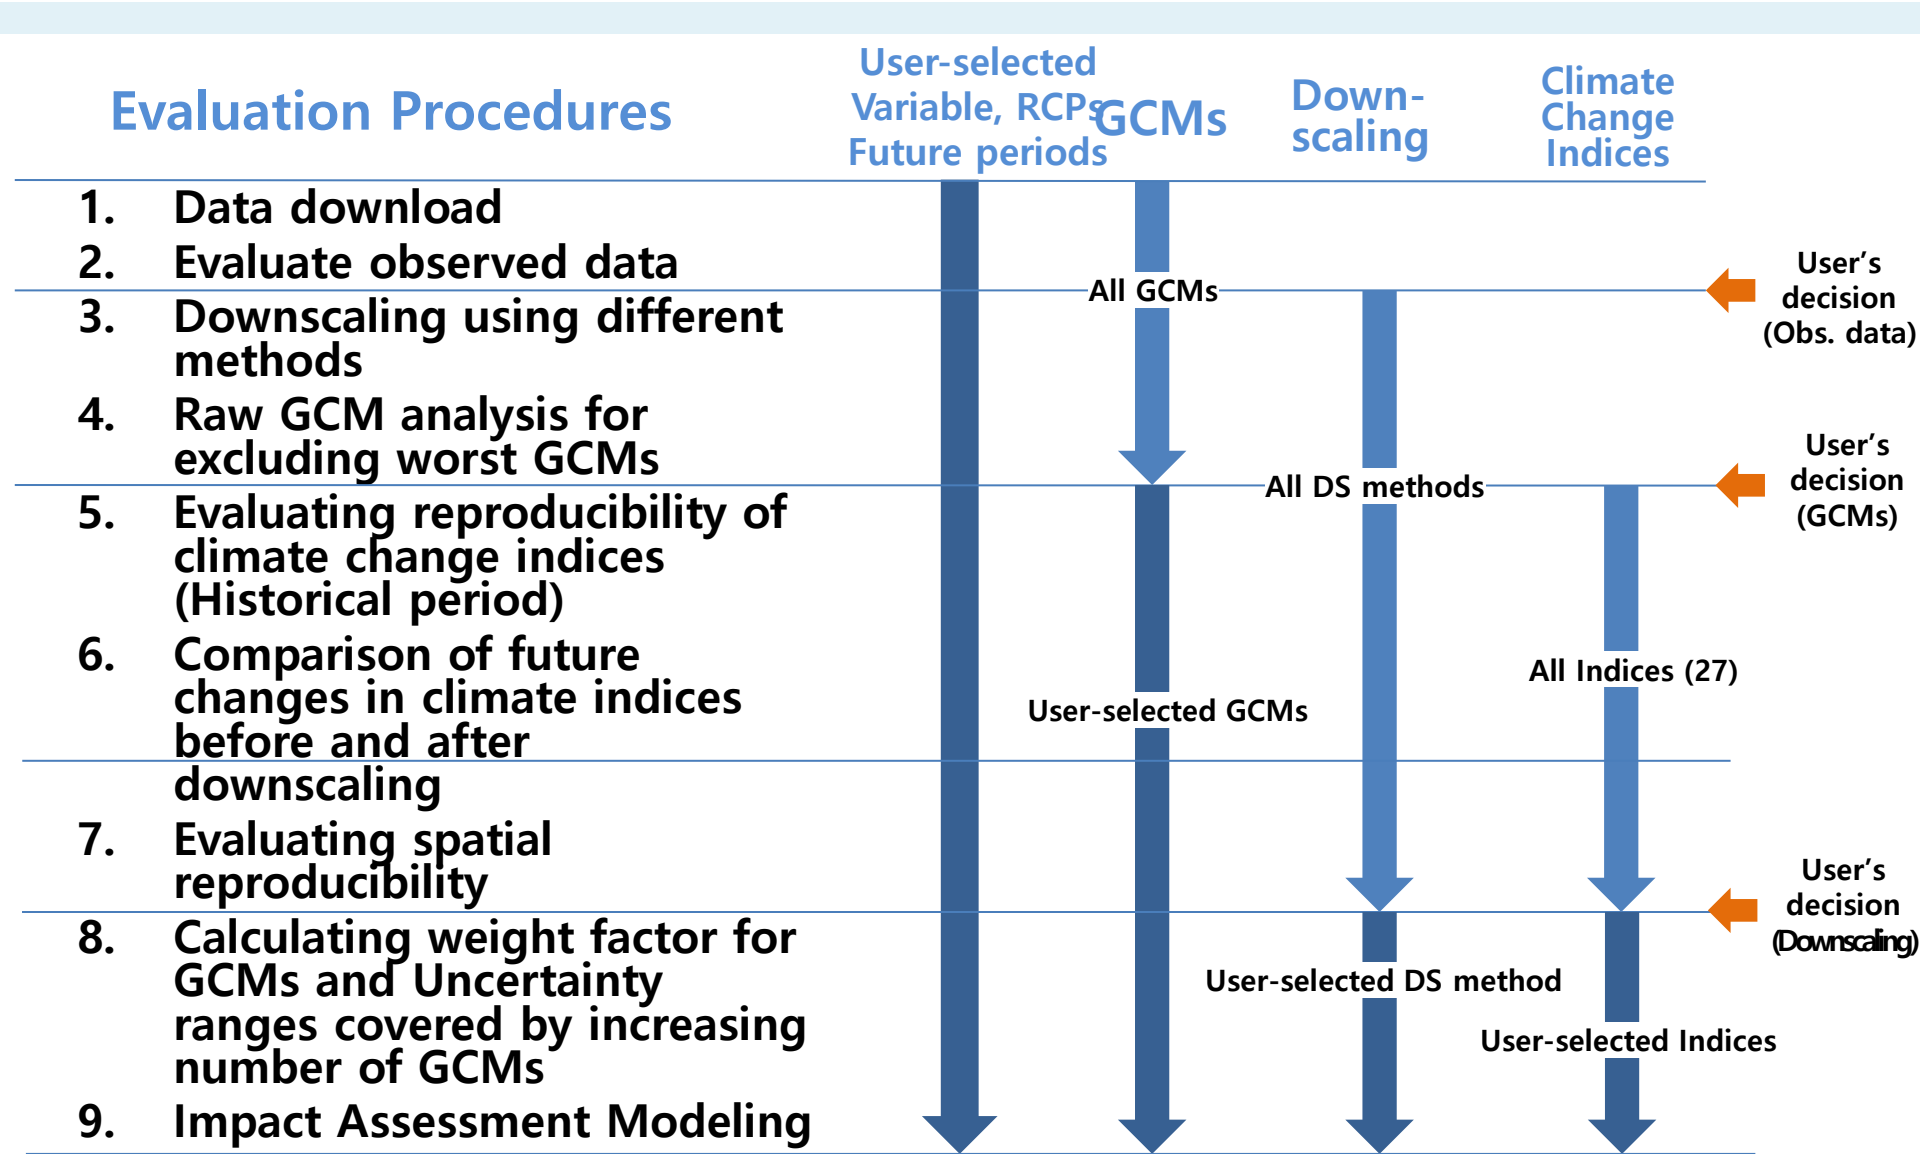 Evaluation Procedures
User-selected
Variable, RCPs
Future periods
GCMs
Down-
scaling
Climate
Change
Indices
1. Data download
2. Evaluate observed data
3. Downscaling using different
methods
4. Raw GCM analysis for
excluding worst GCMs
5. Evaluating reproducibility of
climate change indices
(Historical period)
6. Comparison of future
changes in climate indices
before and after
downscaling
7. Evaluating spatial
reproducibility
8. Calculating weight factor for
GCMs and Uncertainty
ranges covered by increasing
number of GCMs
9. Impact Assessment Modeling
All GCMs
User-selected GCMs
All DS methods
User-selected DS method
All Indices (27)
User-selected Indices
User's
decision
(Obs. data)
User's
decision
(GCMs)
User's
decision
(Downscaling)